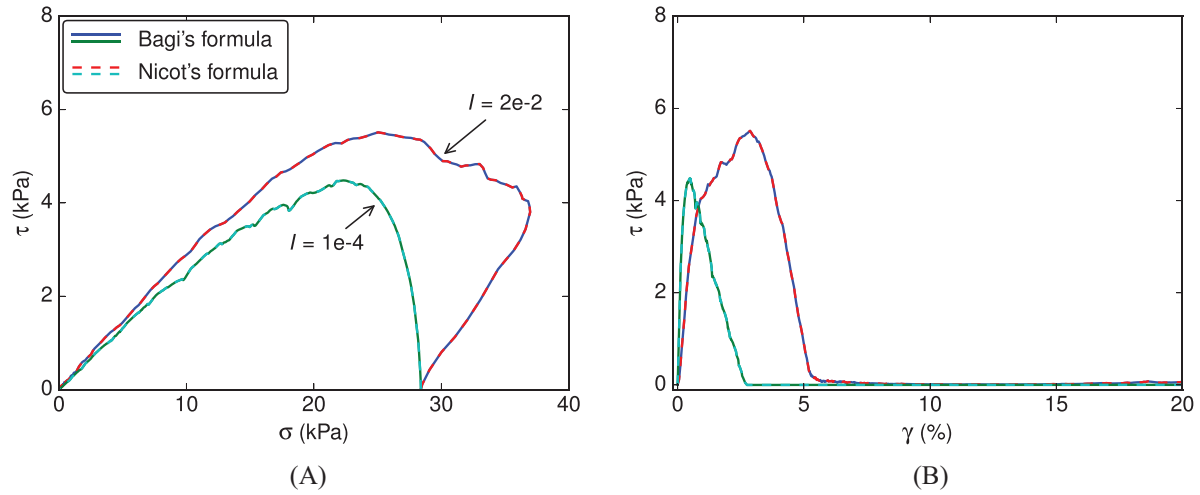 8
6
4
2
0
τ (kPa)
Bagi's formula
Nicot's formula
I = 2e-2
I = 1e-4
0
10
20
30
40
σ (kPa)
(A)
8
6
4
2
0
τ (kPa)
0
5
10
15
20
γ (%)
(B)